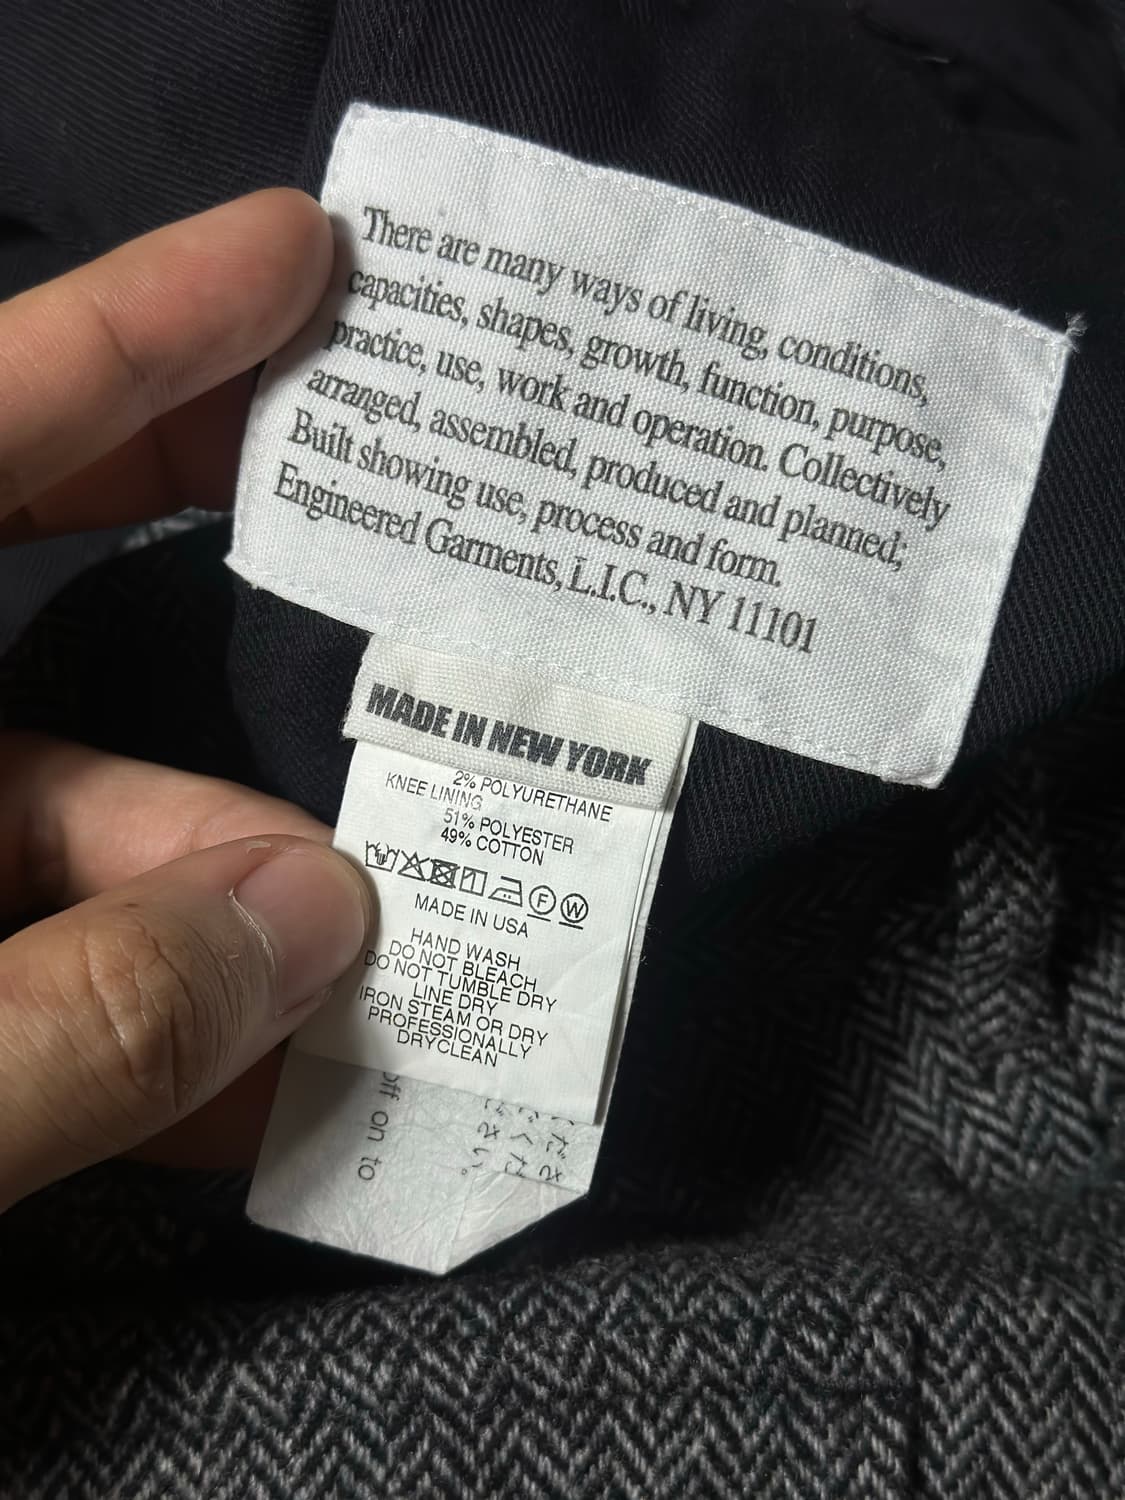 There are many ways of living, conditions,
capacities, shapes, growth, function, purpose,
practice, use, work and operation. Collectively
arranged, assembled, produced and planned;
Built showing use, process and form.
Engineered Garments, L.I.C., NY 11101
MADE IN NEW YORK
2% POLYURETHANE
KNEE LINING
51% POLYESTER
49% COTTON
F W
MADE IN USA
HAND WASH
DO NOT BLEACH
DO NOT TUMBLE DRY
LINE DRY
IRON STEAM OR DRY
PROFESSIONALLY
DRYCLEAN
off on to